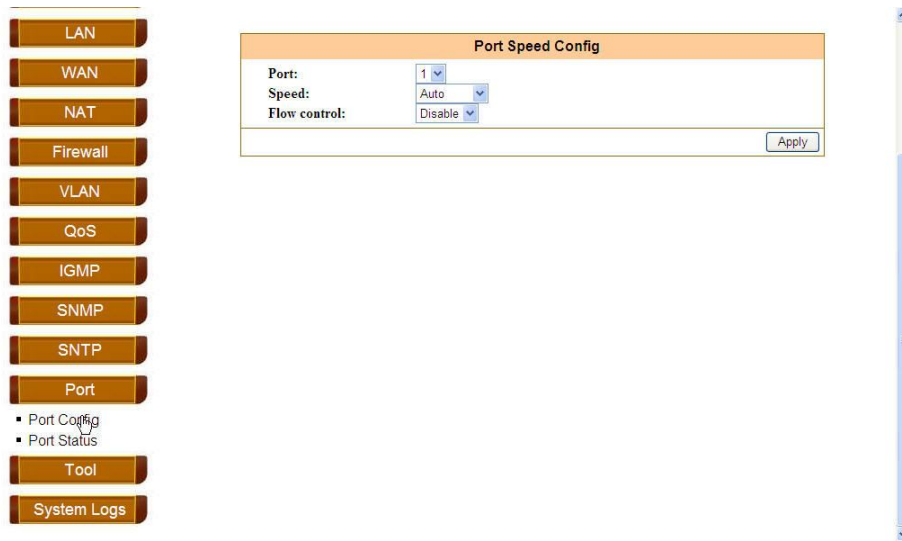 LAN
WAN
NAT
Firewall
VLAN
QoS
IGMP
SNMP
SNTP
Port
Port Config
Port Status
Tool
System Logs
Port Speed Config
Port: 1
Speed: Auto
Flow control: Disable
Apply